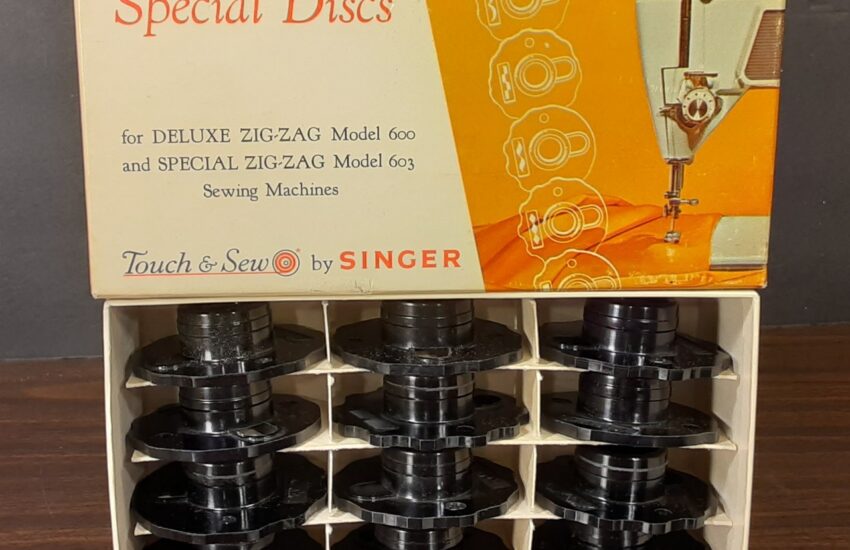 Special Discs
for DELUXE ZIG-ZAG Model 600
and SPECIAL ZIG-ZAG Model 603
Sewing Machines
Touch & Sew by SINGER